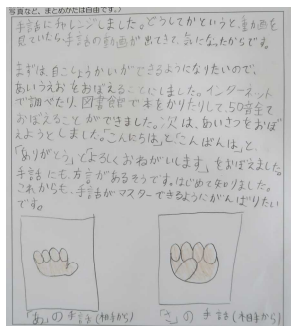 写真など、まとめかたは自由です。)
手話にチャレンジしました。どうしてかというと、動画を
見ていたら手話の動画が出てきて、気になったからです。
まずは、自こしょうかいができるようになりたいので、
あいうえおをおぼえることにしました。インターネット
で調べたり、図書館で本をかりたりして、50音全て
おぼえることができました。次は、あいさつをおぼ
えようとしました。「こんにちは」と「こんばんは」と、
「ありがとう」と「よろしくおねがいします」をおぼえました。
手話にも、方言があるそうです。はじめて知りました。
これからも、手話がマスターできるようにがんばりたい
です。
「あ」の手話(相手から)
「さ」の手話(相手から)